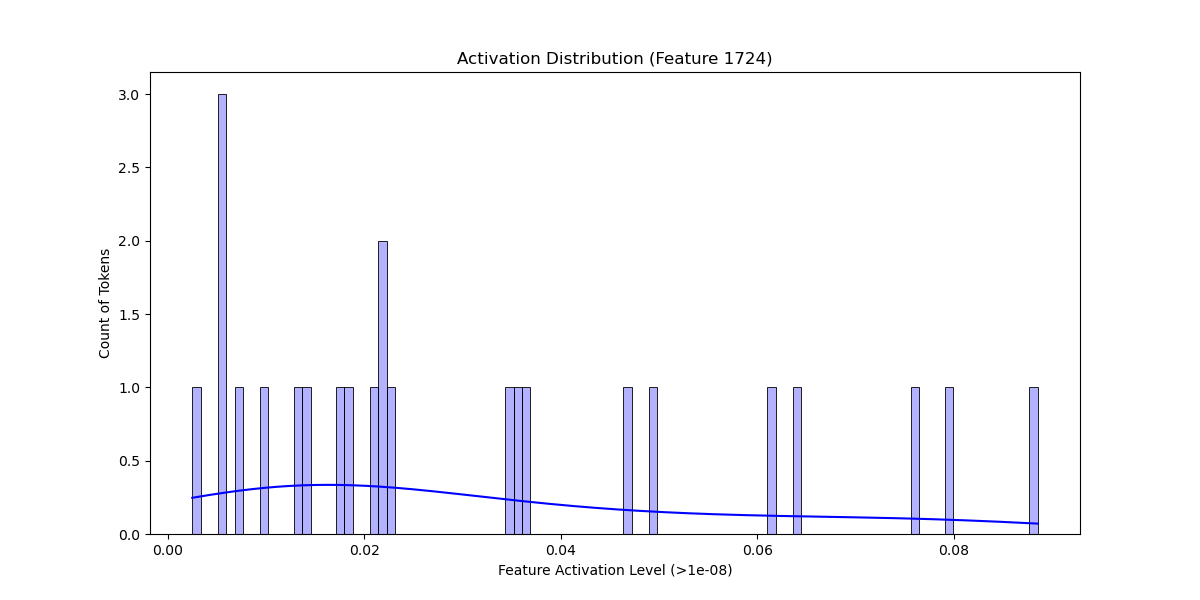 Activation Distribution (Feature 1724)
3.0
2.5
2.0
1.5
1.0
0.5
0.0
Count of Tokens
0.00 0.02 0.04 0.06 0.08
Feature Activation Level (>1e-08)